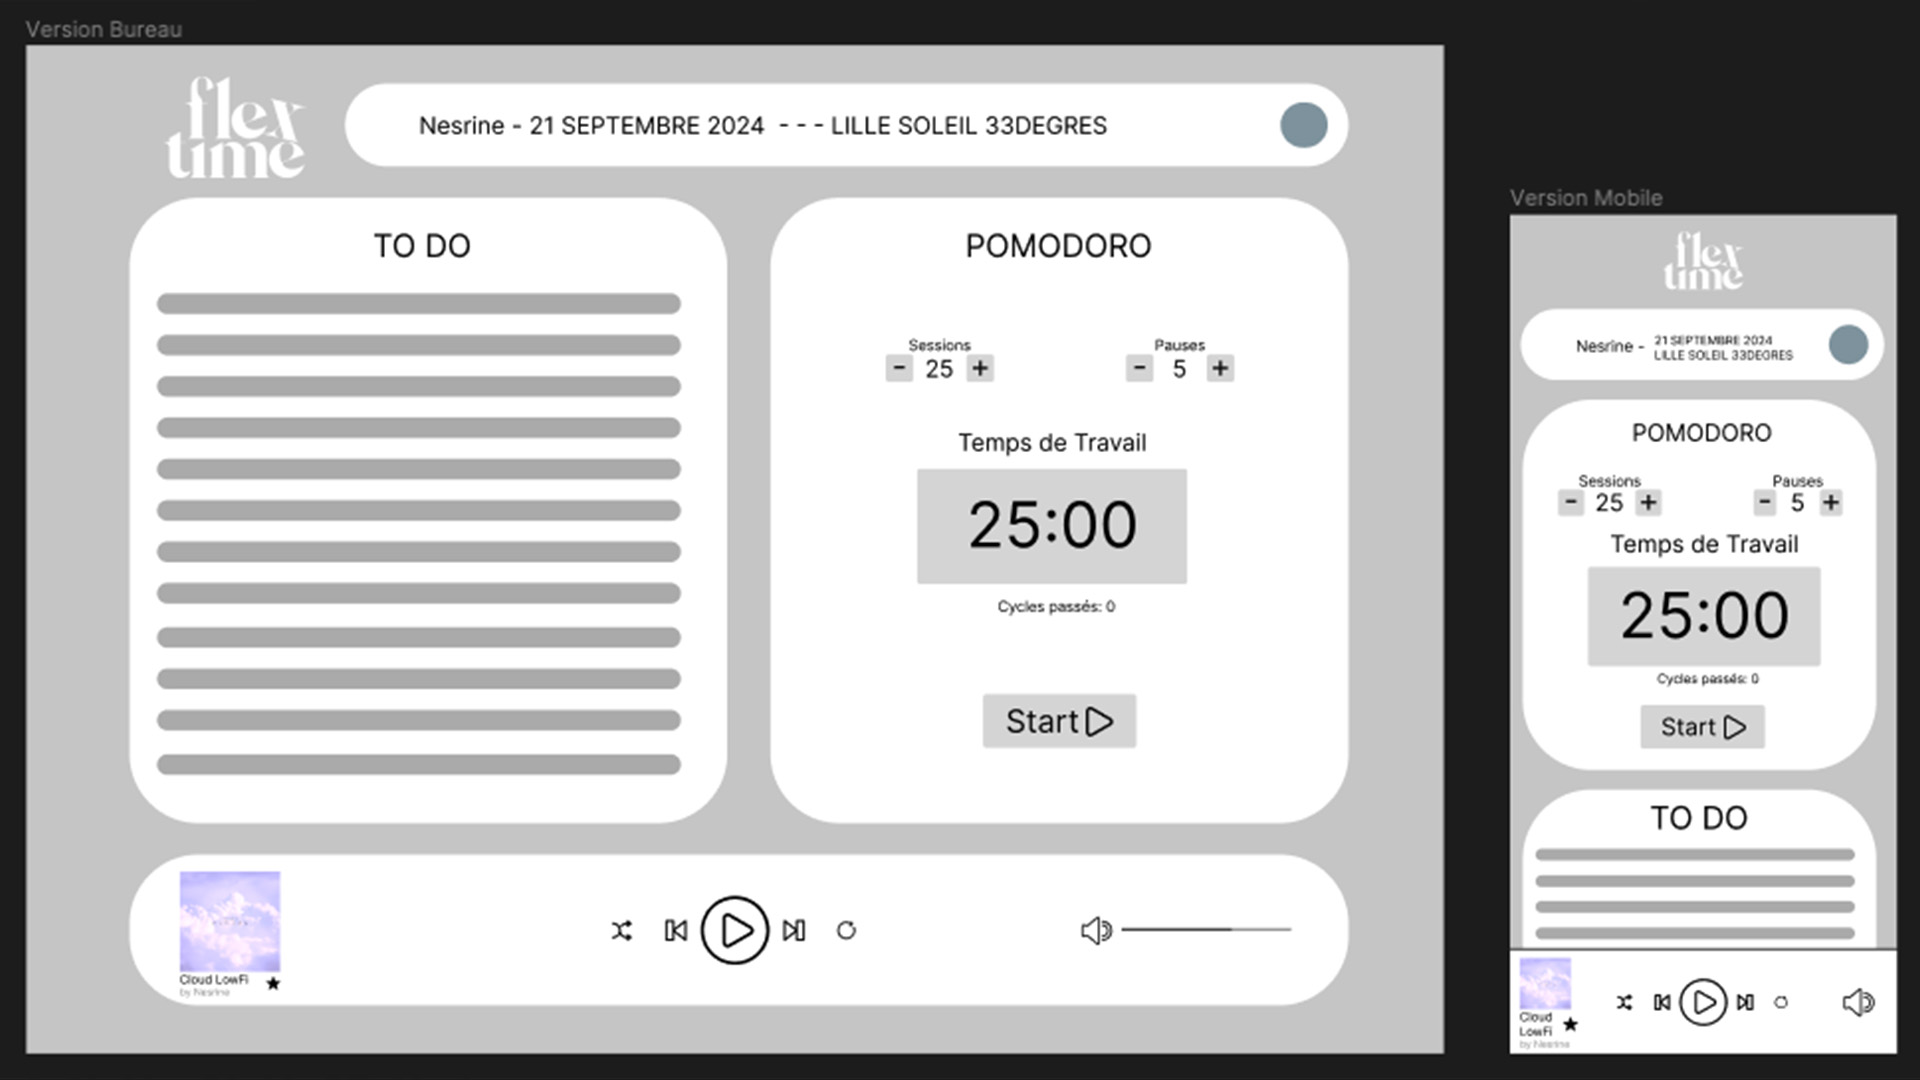 Version Bureau
flex
time
Nesrine - 21 SEPTEMBRE 2024 - - - LILLE SOLEIL 33DEGRES
TO DO
POMODORO
Sessions
- 25 +
Pauses
- 5 +
Temps de Travail
25:00
Cycles passés: 0
Start
Cloud LowFi
by Nesrine
Version Mobile
flex
time
Nesrine - 21 SEPTEMBRE 2024
LILLE SOLEIL 33DEGRES
POMODORO
Sessions
- 25 +
Pauses
- 5 +
Temps de Travail
25:00
Cycles passés: 0
Start
TO DO
Cloud
LowFi
by Nesrine